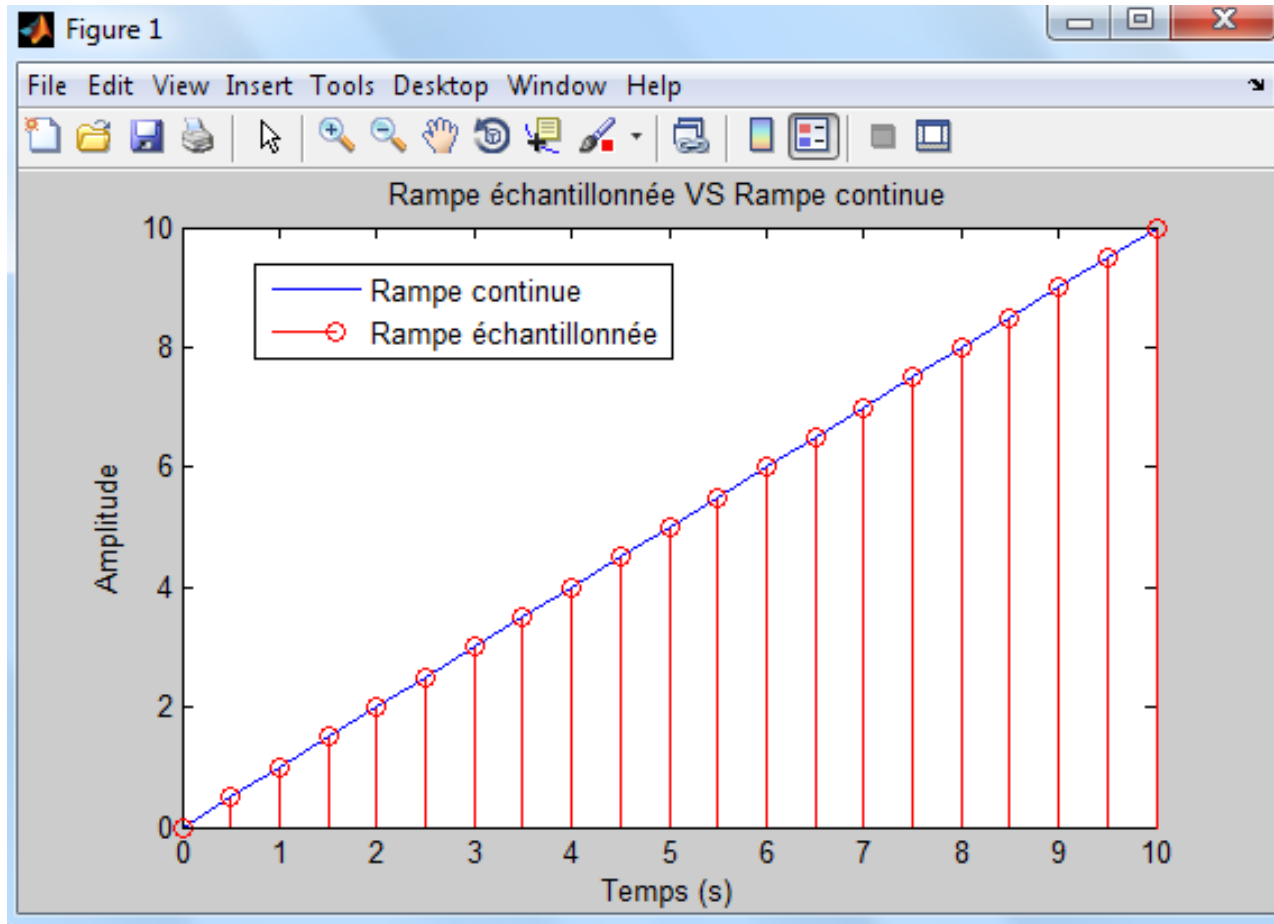 Figure 1
File Edit View Insert Tools Desktop Window Help
Rampe échantillonnée VS Rampe continue
10
8
6
4
2
0
Rampe continue
Rampe échantillonnée
Amplitude
0 1 2 3 4 5 6 7 8 9 10
Temps (s)